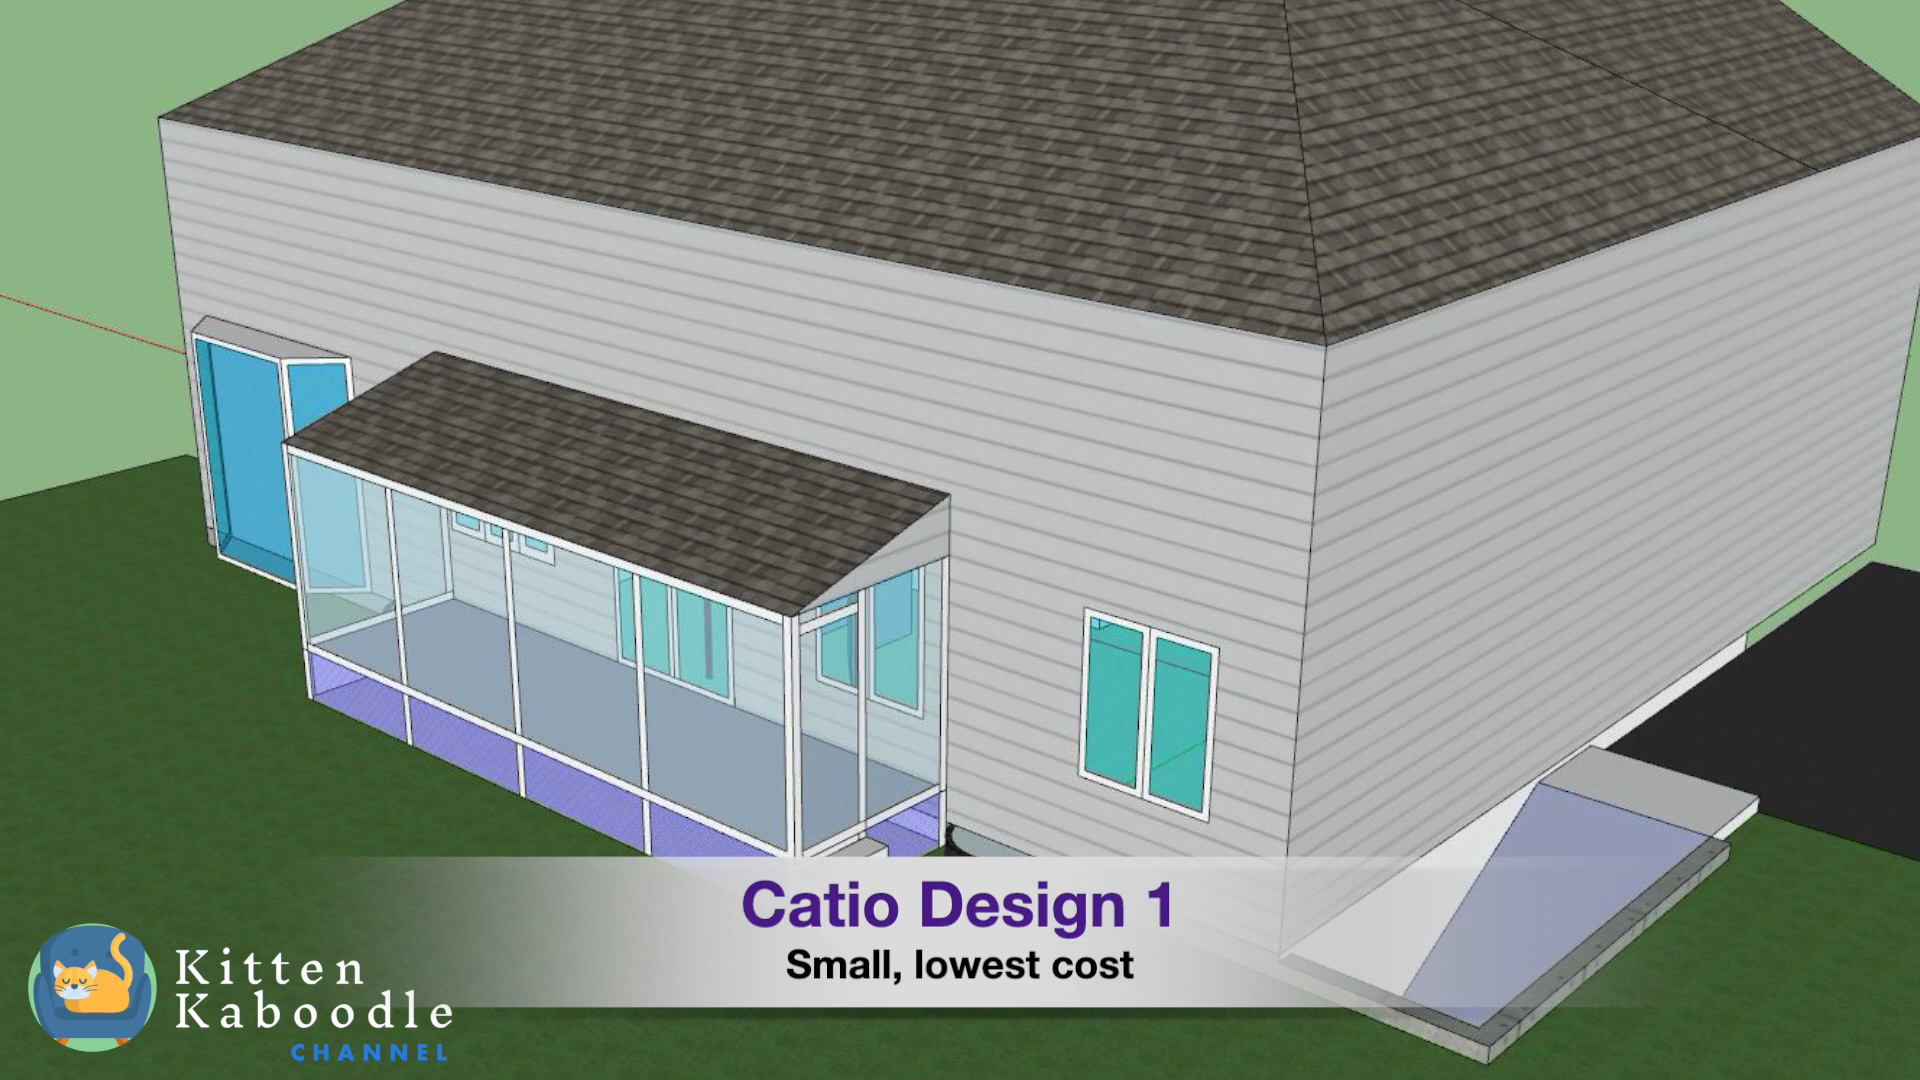 Catio Design 1
Small, lowest cost
Kitten
Kaboodle
CHANNEL